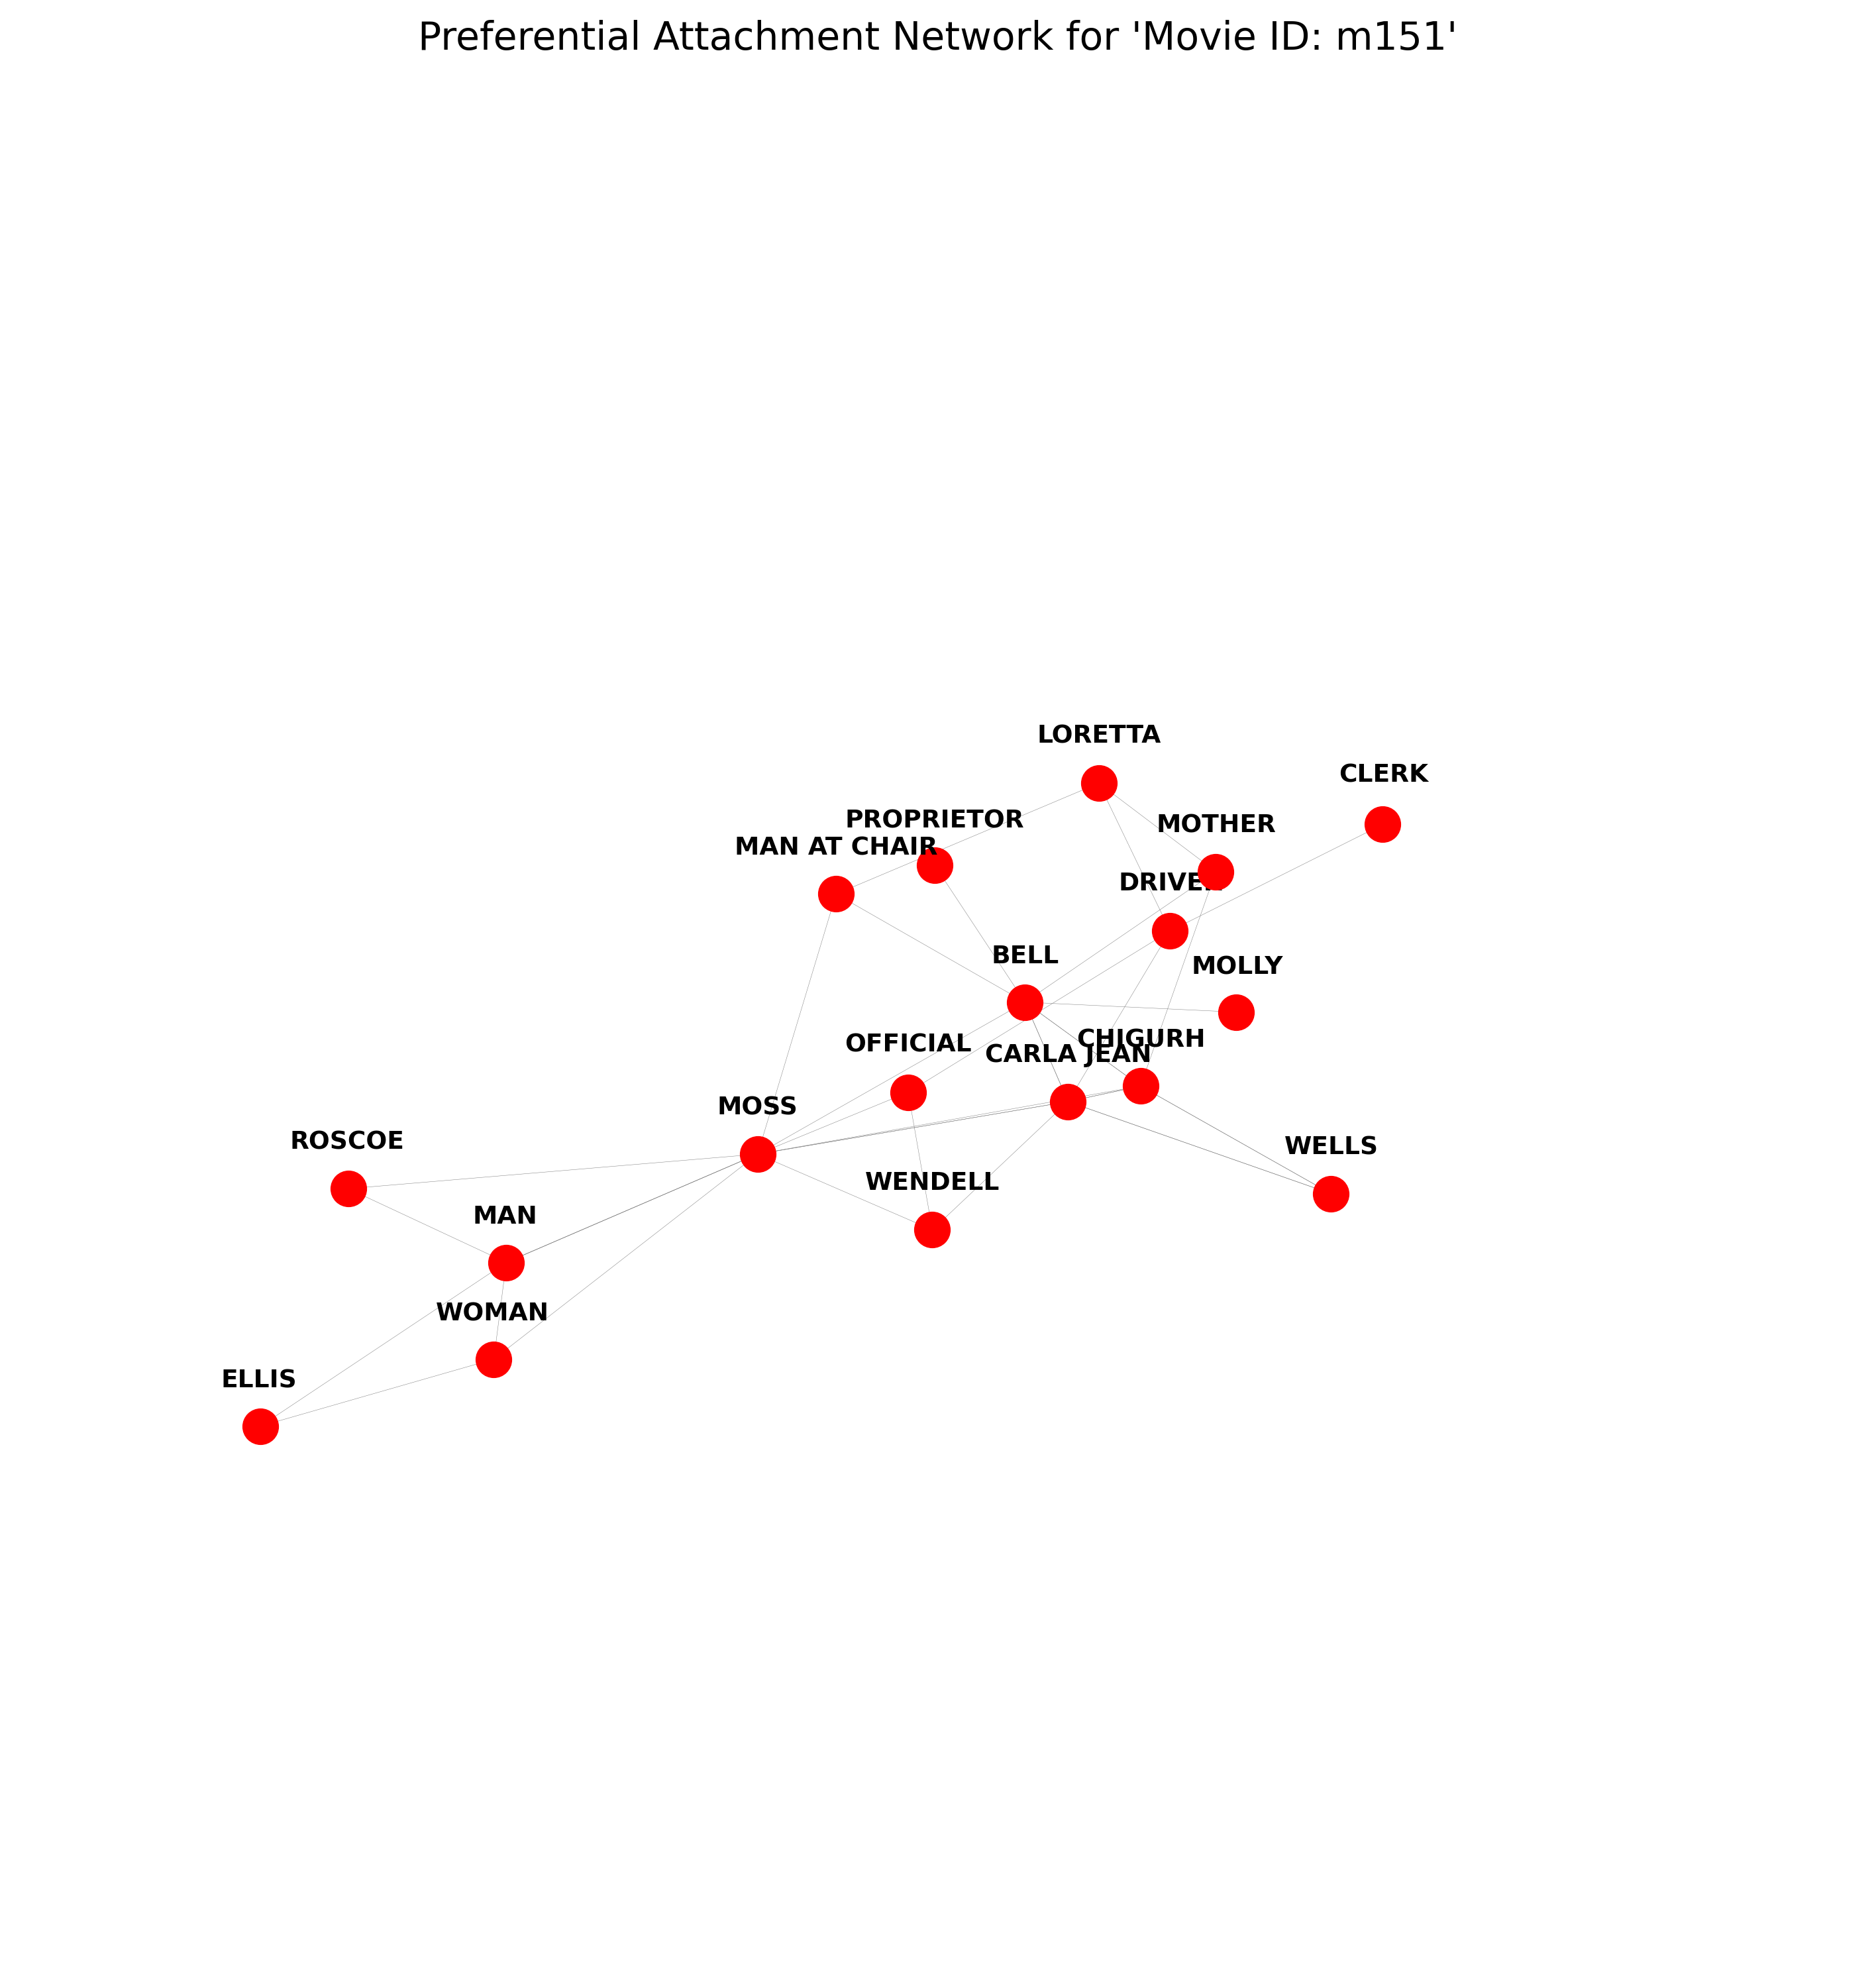 Preferential Attachment Network for 'Movie ID: m151'
LORETTA
CLERK
PROPRIETOR
MOTHER
MAN AT CHAIR
DRIVER
BELL
MOLLY
CHIGURH
OFFICIAL
CARLA JEAN
MOSS
ROSCOE
WELLS
WENDELL
MAN
WOMAN
ELLIS